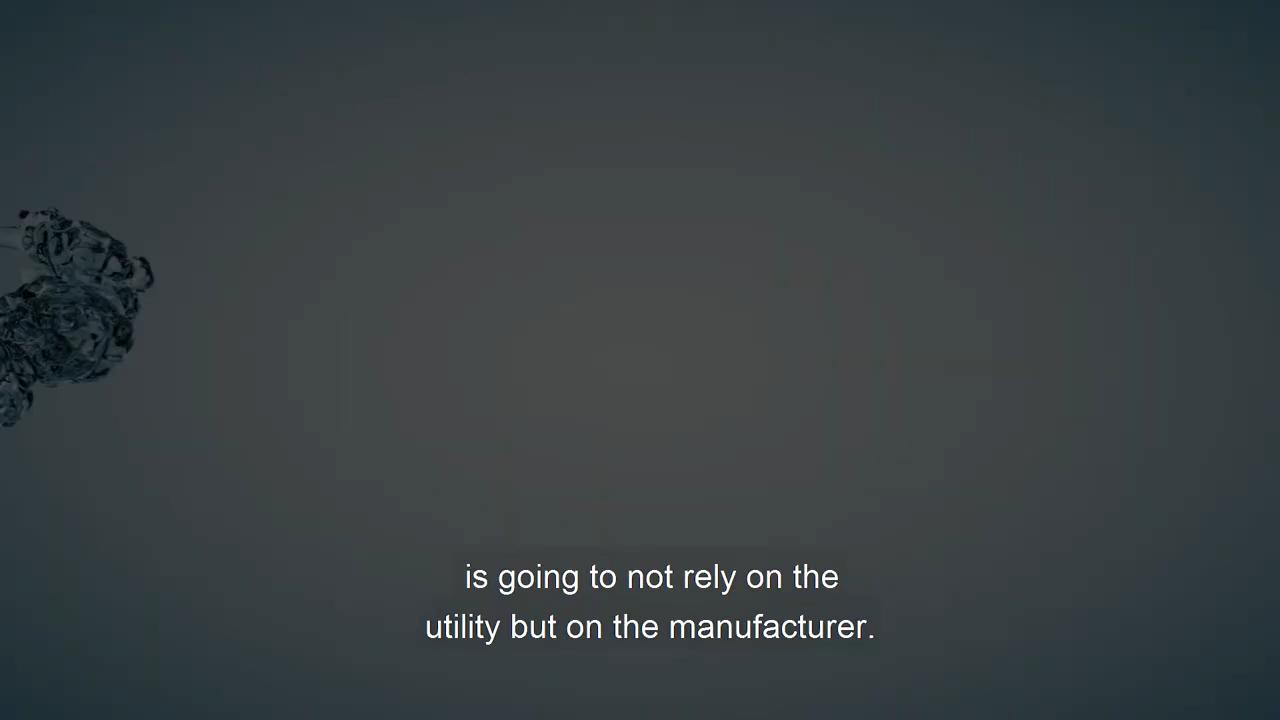 is going to not rely on the
utility but on the manufacturer.